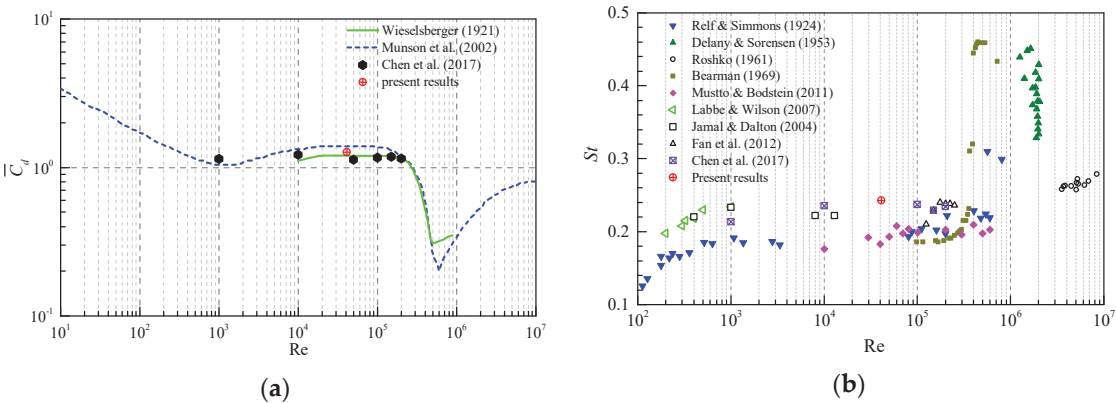 10¹
Wieselsberger (1921)
Munson et al. (2002)
Chen et al. (2017)
present results
10⁰
10⁻¹
C̅d
10¹ 10² 10³ 10⁴ 10⁵ 10⁶ 10⁷
Re
(a)
0.5
Relf & Simmons (1924)
Delany & Sorensen (1953)
Roshko (1961)
Bearman (1969)
Mustto & Bodstein (2011)
Labbe & Wilson (2007)
Jamal & Dalton (2004)
Fan et al. (2012)
Chen et al. (2017)
Present results
0.4
0.3
0.2
0.1
St
10² 10³ 10⁴ 10⁵ 10⁶ 10⁷
Re
(b)